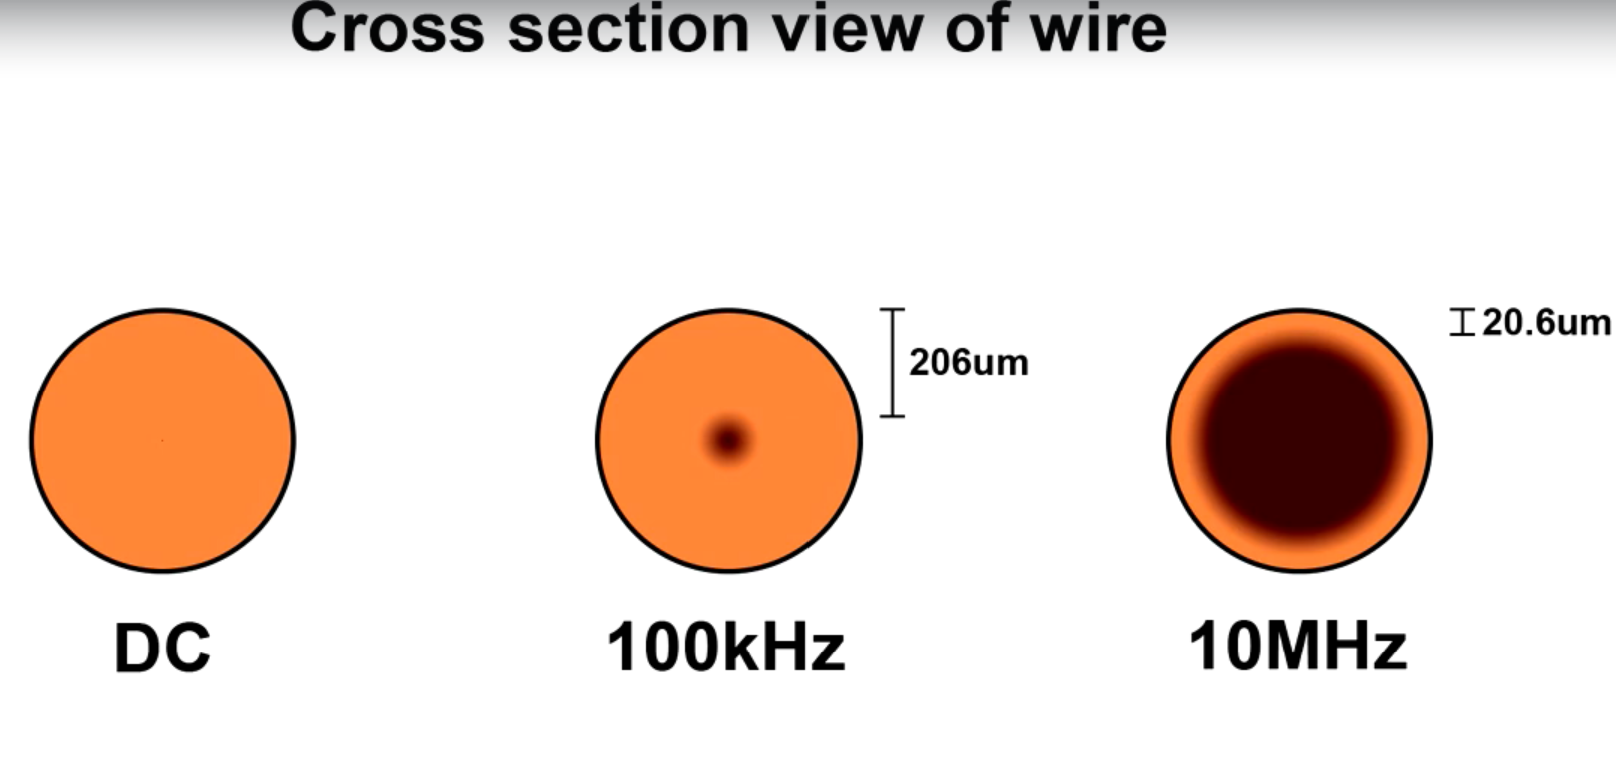 Cross section view of wire
206um
20.6um
DC
100kHz
10MHz